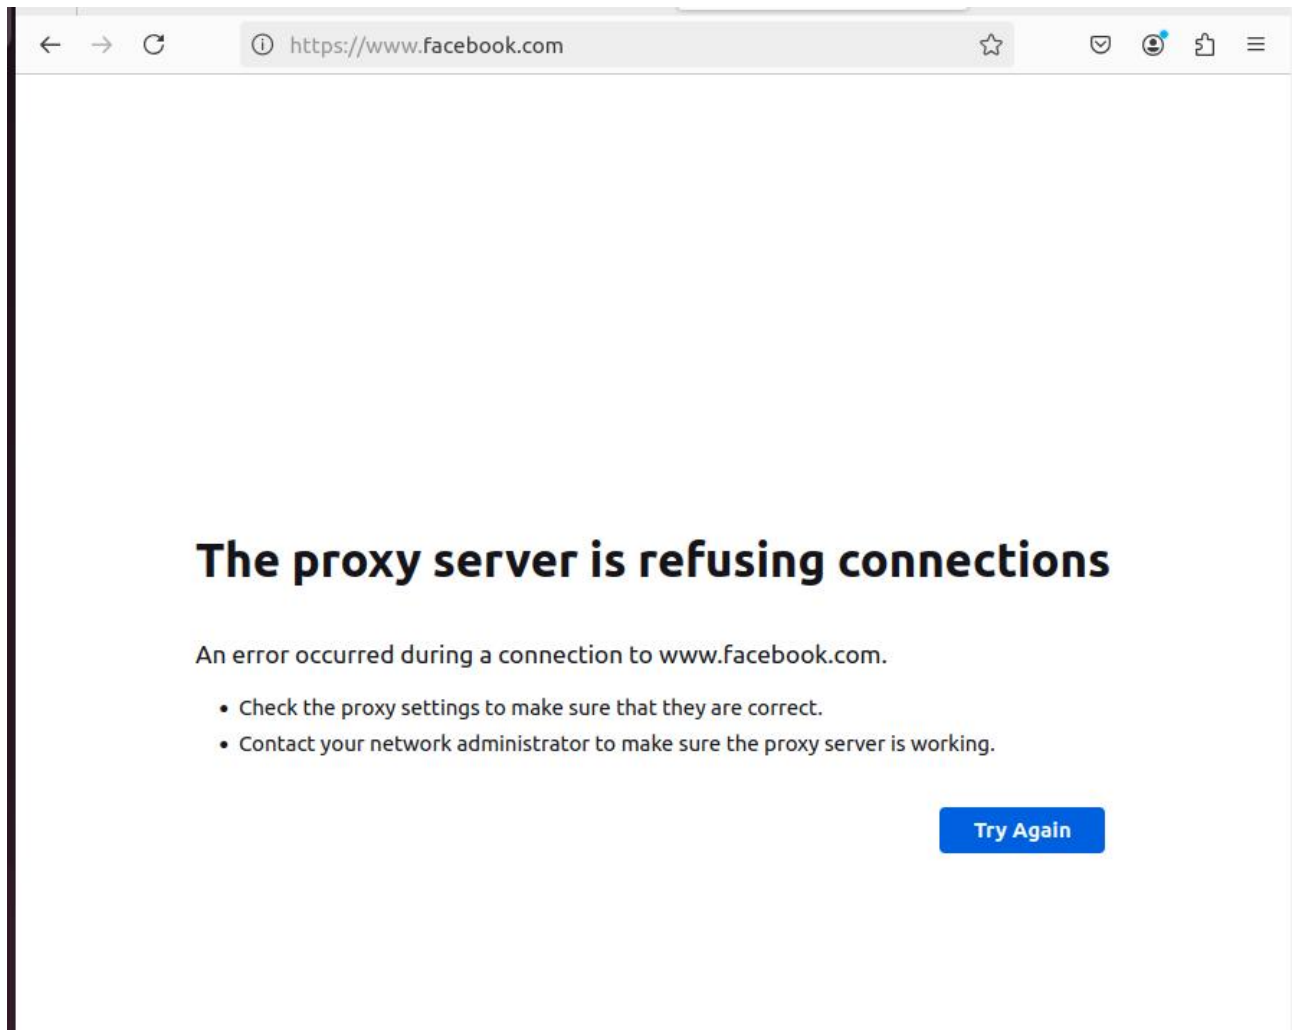 https://www.facebook.com
The proxy server is refusing connections
An error occurred during a connection to www.facebook.com.
• Check the proxy settings to make sure that they are correct.
• Contact your network administrator to make sure the proxy server is working.
Try Again